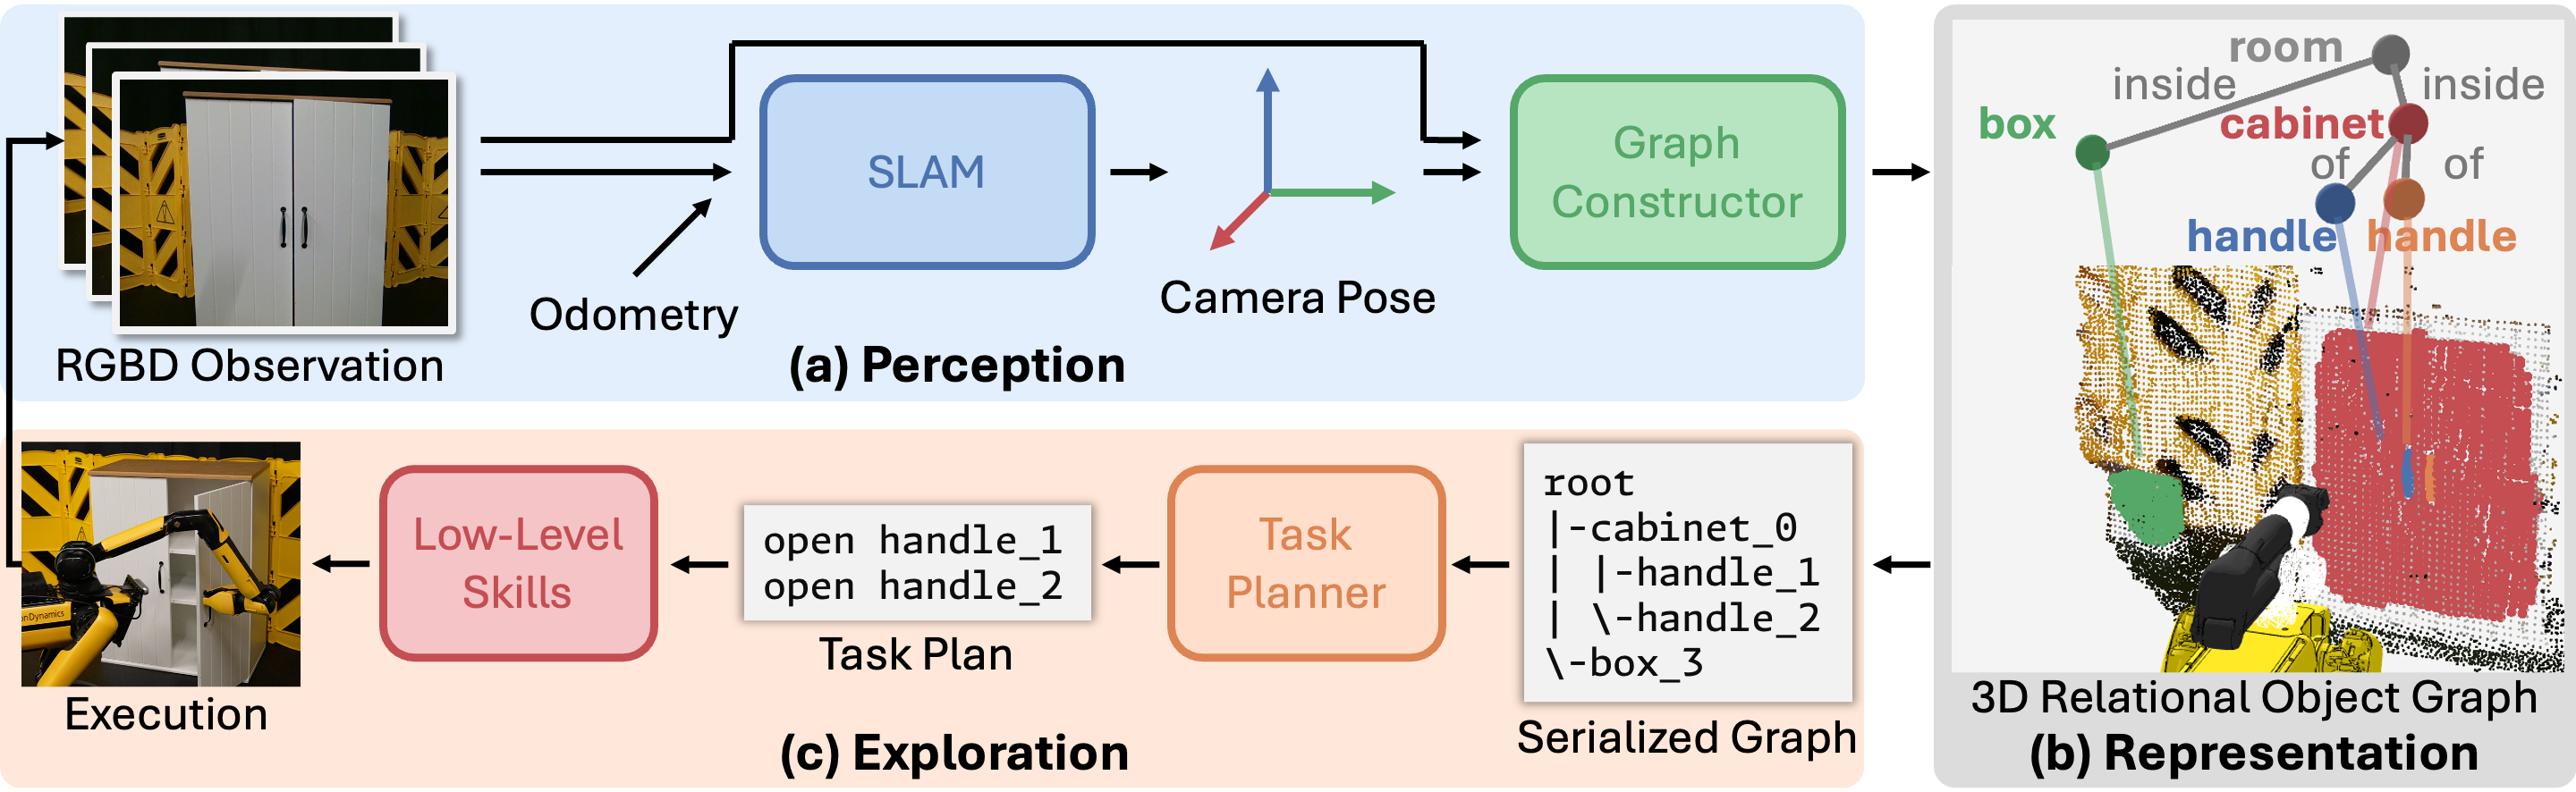 RGBD Observation
Odometry
SLAM
Camera Pose
Graph
Constructor
(a) Perception
room
inside
inside
box
cabinet
of
of
handle
handle
3D Relational Object Graph
(b) Representation
root
|-cabinet_0
| |-handle_1
| \-handle_2
\-box_3
Serialized Graph
Task
Planner
open handle_1
open handle_2
Task Plan
Low-Level
Skills
Execution
(c) Exploration